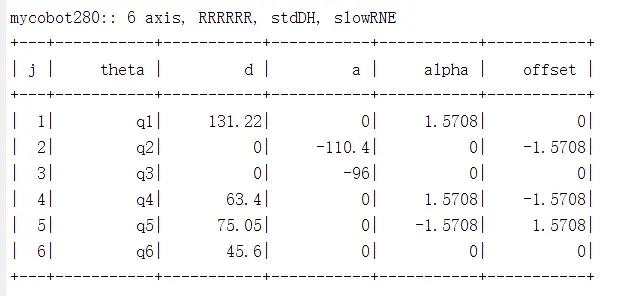 mycobot280:: 6 axis, RRRRRR, stdDH, slowRNE
+---+-----------+-----------+-----------+-----------+-----------+
| j |     theta |         d |         a |     alpha |    offset |
+---+-----------+-----------+-----------+-----------+-----------+
|  1|         q1|     131.22|          0|     1.5708|          0|
|  2|         q2|          0|     -110.4|          0|    -1.5708|
|  3|         q3|          0|        -96|          0|          0|
|  4|         q4|       63.4|          0|     1.5708|    -1.5708|
|  5|         q5|      75.05|          0|    -1.5708|     1.5708|
|  6|         q6|       45.6|          0|          0|          0|
+---+-----------+-----------+-----------+-----------+-----------+